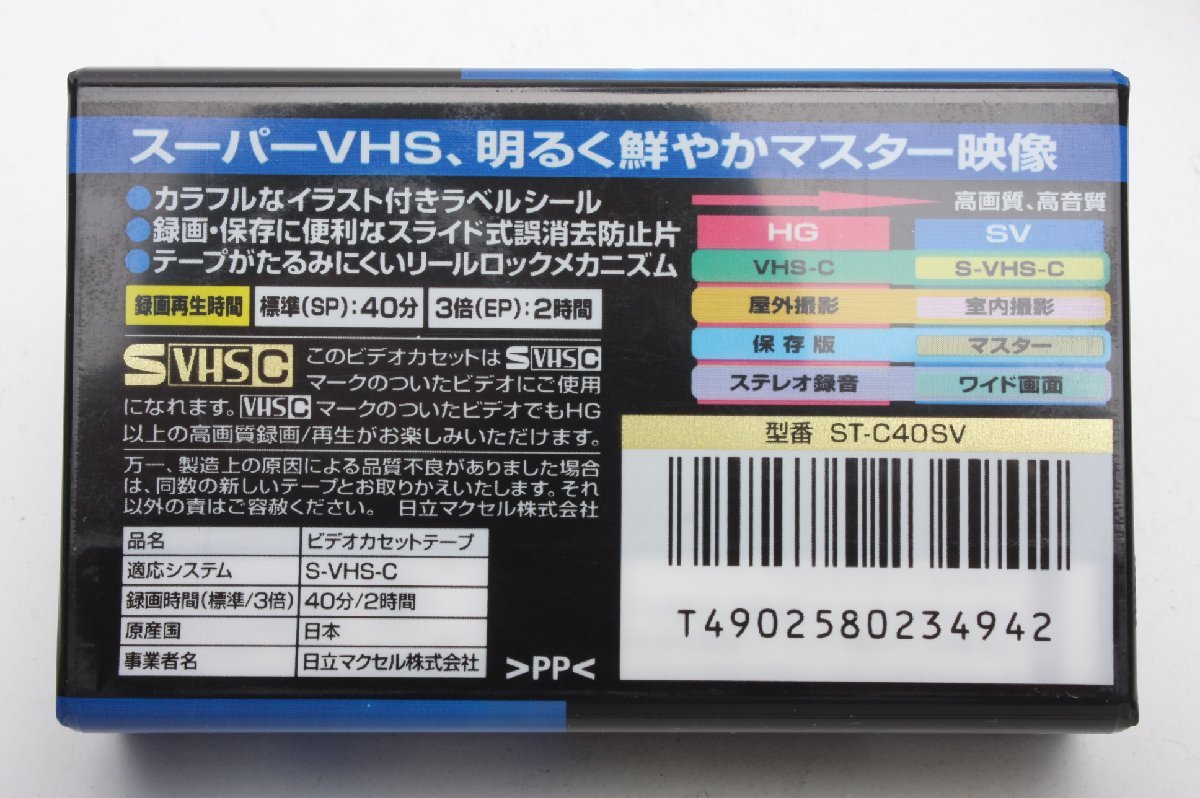 スーパーVHS、明るく鮮やかマスター映像
●カラフルなイラスト付きラベルシール
●録画・保存に便利なスライド式誤消去防止片
●テープがたるみにくいリールロックメカニズム
録画再生時間 標準(SP):40分 3倍(EP):2時間
S VHS C このビデオカセットはS VHS C
マークのついたビデオにご使用
になれます。VHS C マークのついたビデオでもHG
以上の高画質録画/再生がお楽しみいただけます。
万一、製造上の原因による品質不良がありました場合
は、同数の新しいテープとお取りかえいたします。それ
以外の責はご容赦ください。 日立マクセル株式会社
品名 ビデオカセットテープ
適応システム S-VHS-C
録画時間(標準/3倍) 40分/2時間
原産国 日本
事業者名 日立マクセル株式会社
>PP<
高画質、高音質
HG SV
VHS-C S-VHS-C
屋外撮影 室内撮影
保存版 マスター
ステレオ録音 ワイド画面
型番 ST-C40SV
T4902580234942